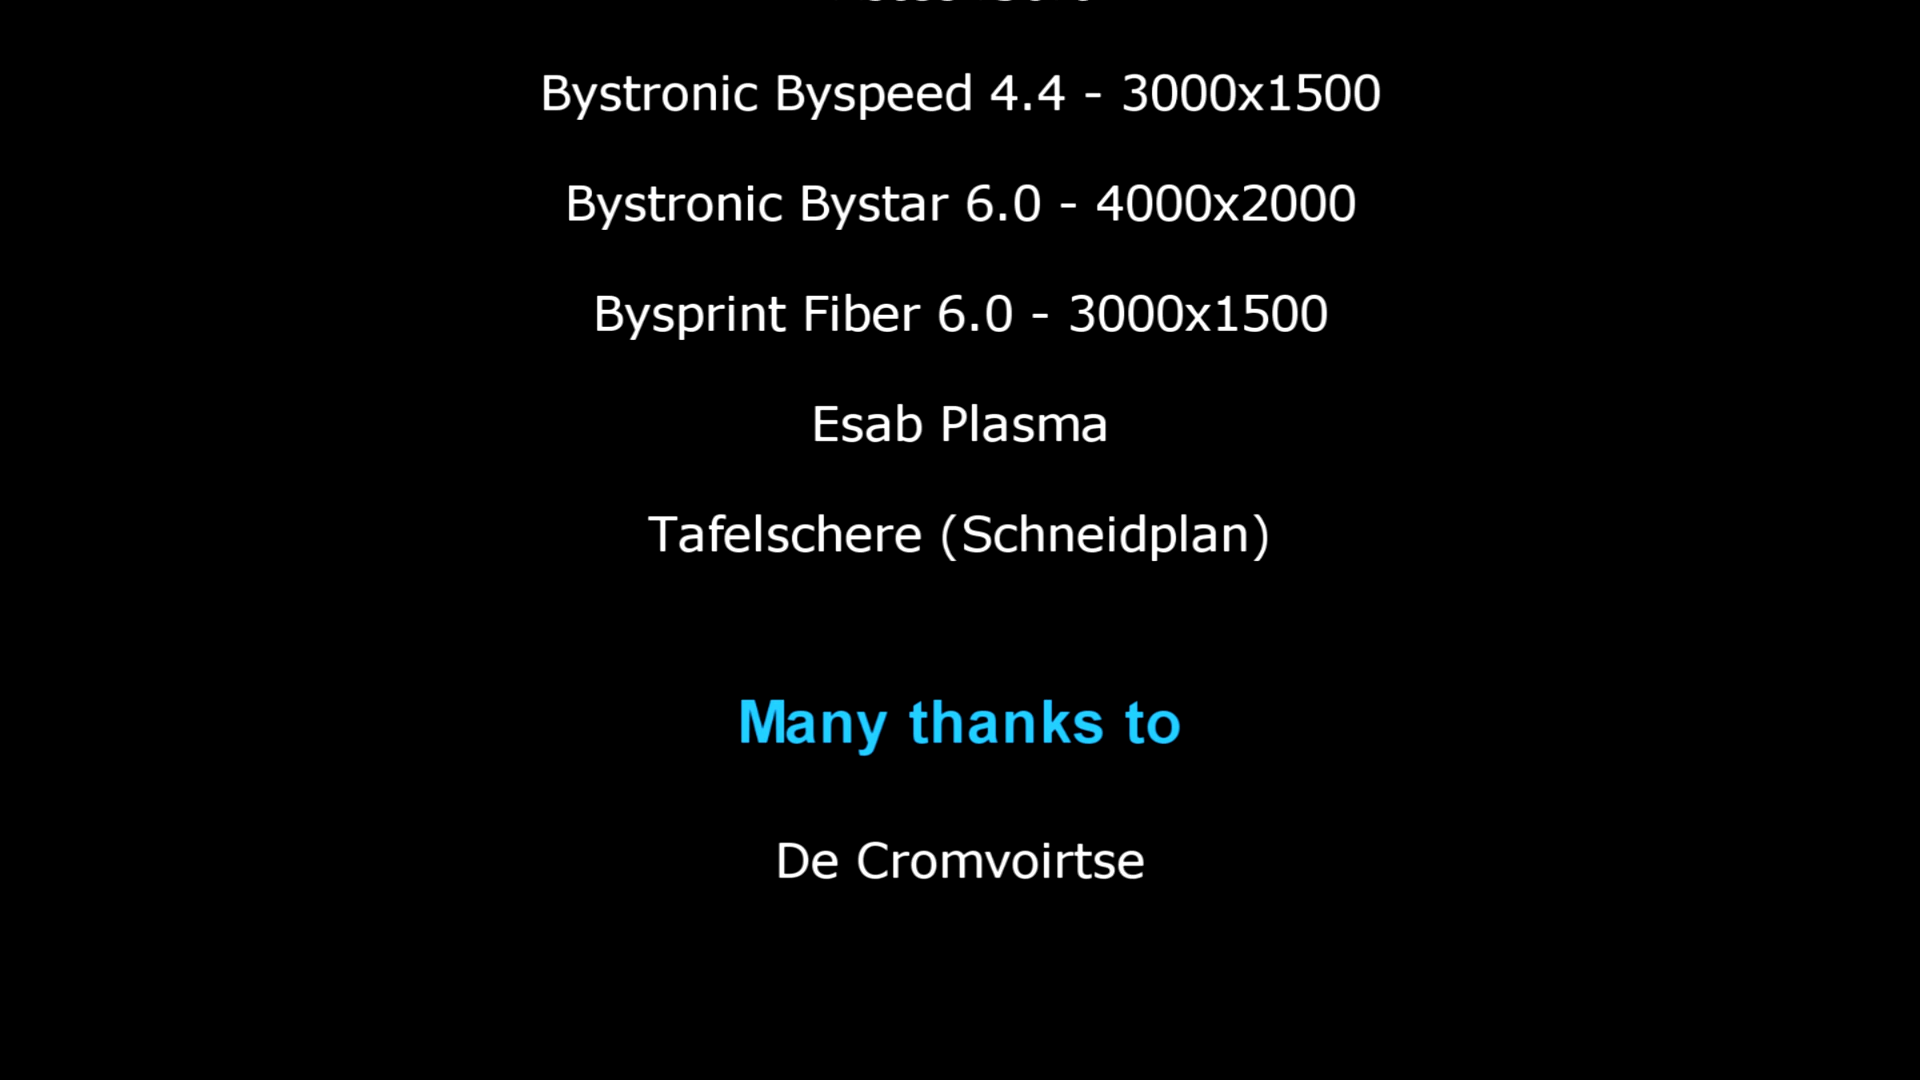 Bystronic Byspeed 4.4 - 3000x1500
Bystronic Bystar 6.0 - 4000x2000
Bysprint Fiber 6.0 - 3000x1500
Esab Plasma
Tafelschere (Schneidplan)
Many thanks to
De Cromvoirtse